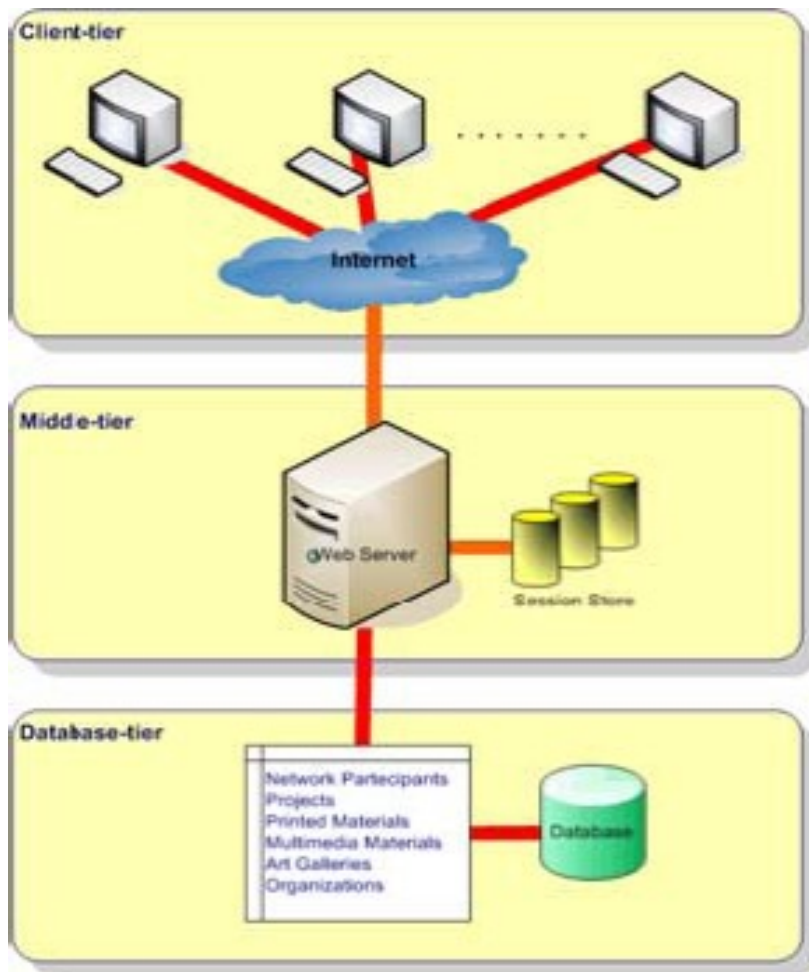 Client-tier
Internet
Middle-tier
Web Server
Session Store
Database-tier
Network Partecipants
Projects
Printed Materials
Multimedia Materials
Art Galleries
Organizations
Database